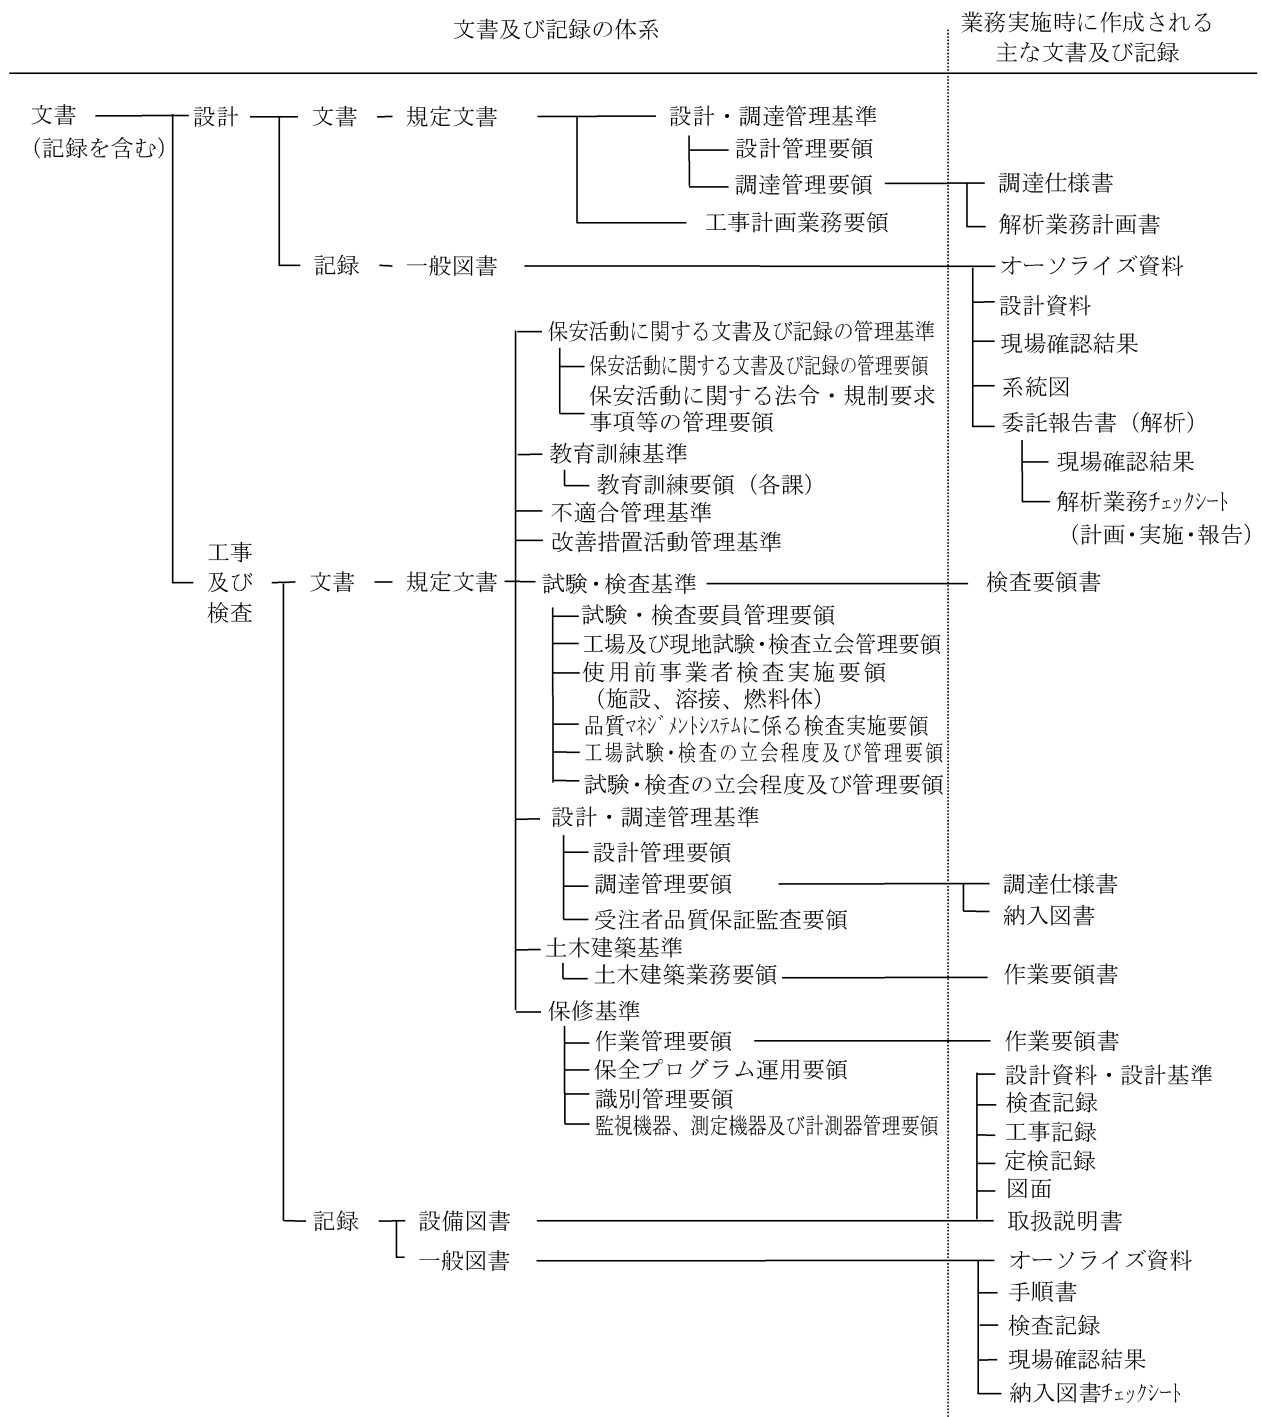 文書及び記録の体系
業務実施時に作成される
主な文書及び記録
文書 設計 文書 規定文書 設計・調達管理基準
（記録を含む）
設計管理要領
調達管理要領 調達仕様書
工事計画業務要領 解析業務計画書
記録 一般図書 オーソライズ資料
設計資料
保安活動に関する文書及び記録の管理基準
現場確認結果
保安活動に関する文書及び記録の管理要領
系統図
保安活動に関する法令・規制要求
事項等の管理要領 委託報告書（解析）
教育訓練基準 現場確認結果
教育訓練要領（各課）
解析業務ﾁｪｯｸｼｰﾄ
不適合管理基準
（計画・実施・報告）
改善措置活動管理基準
工事
及び
検査
文書 規定文書 試験・検査基準 検査要領書
試験・検査要員管理要領
工場及び現地試験・検査立会管理要領
使用前事業者検査実施要領
（施設、溶接、燃料体）
品質ﾏﾈｼﾞﾒﾝﾄｼｽﾃﾑに係る検査実施要領
工場試験・検査の立会程度及び管理要領
試験・検査の立会程度及び管理要領
設計・調達管理基準
設計管理要領
調達管理要領 調達仕様書
受注者品質保証監査要領 納入図書
土木建築基準
土木建築業務要領 作業要領書
保修基準
作業管理要領 作業要領書
保全プログラム運用要領 設計資料・設計基準
識別管理要領 検査記録
監視機器、測定機器及び計測器管理要領 工事記録
定検記録
図面
記録 設備図書 取扱説明書
一般図書 オーソライズ資料
手順書
検査記録
現場確認結果
納入図書ﾁｪｯｸｼｰﾄ